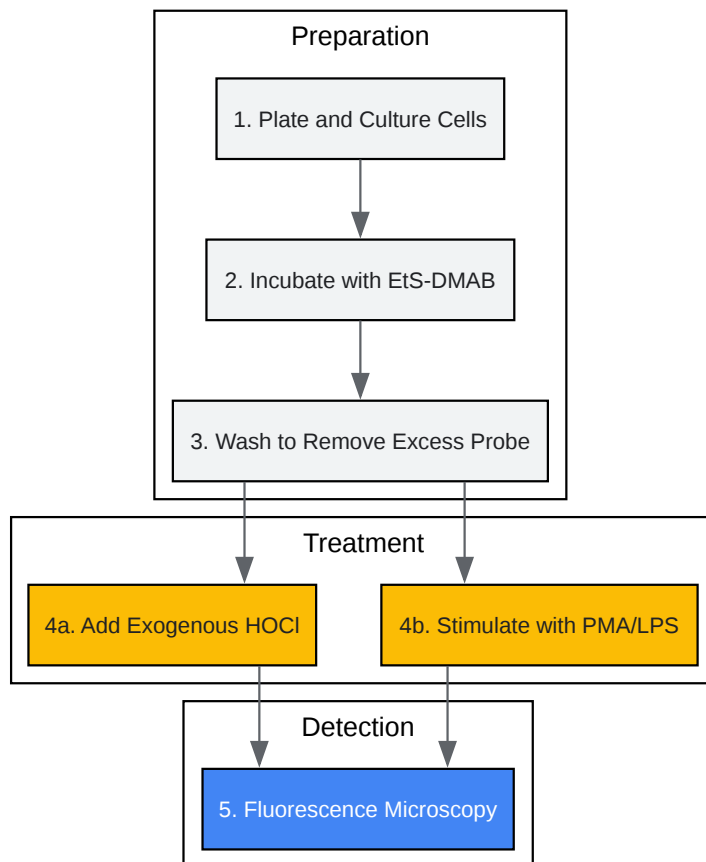 Preparation
1. Plate and Culture Cells
2. Incubate with EtS-DMAB
3. Wash to Remove Excess Probe
Treatment
4a. Add Exogenous HOCl
4b. Stimulate with PMA/LPS
Detection
5. Fluorescence Microscopy